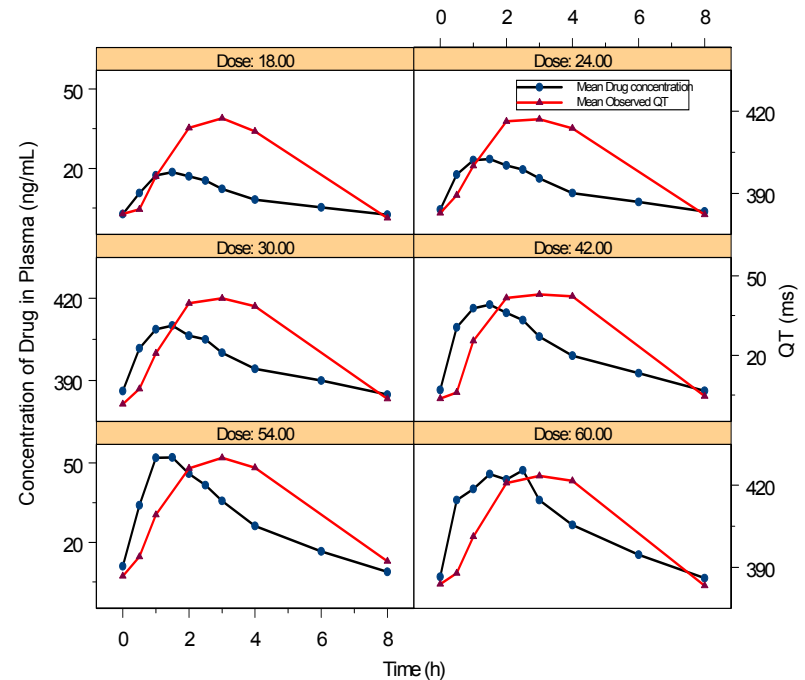 0 2 4 6 8
Dose: 18.00
Dose: 24.00
50
20
Mean Drug concentration
Mean Observed QT
420
390
Dose: 30.00
Dose: 42.00
420
390
50
20
Dose: 54.00
Dose: 60.00
50
20
420
390
0 2 4 6 8
Time (h)
Concentration of Drug in Plasma (ng/mL)
QT (ms)